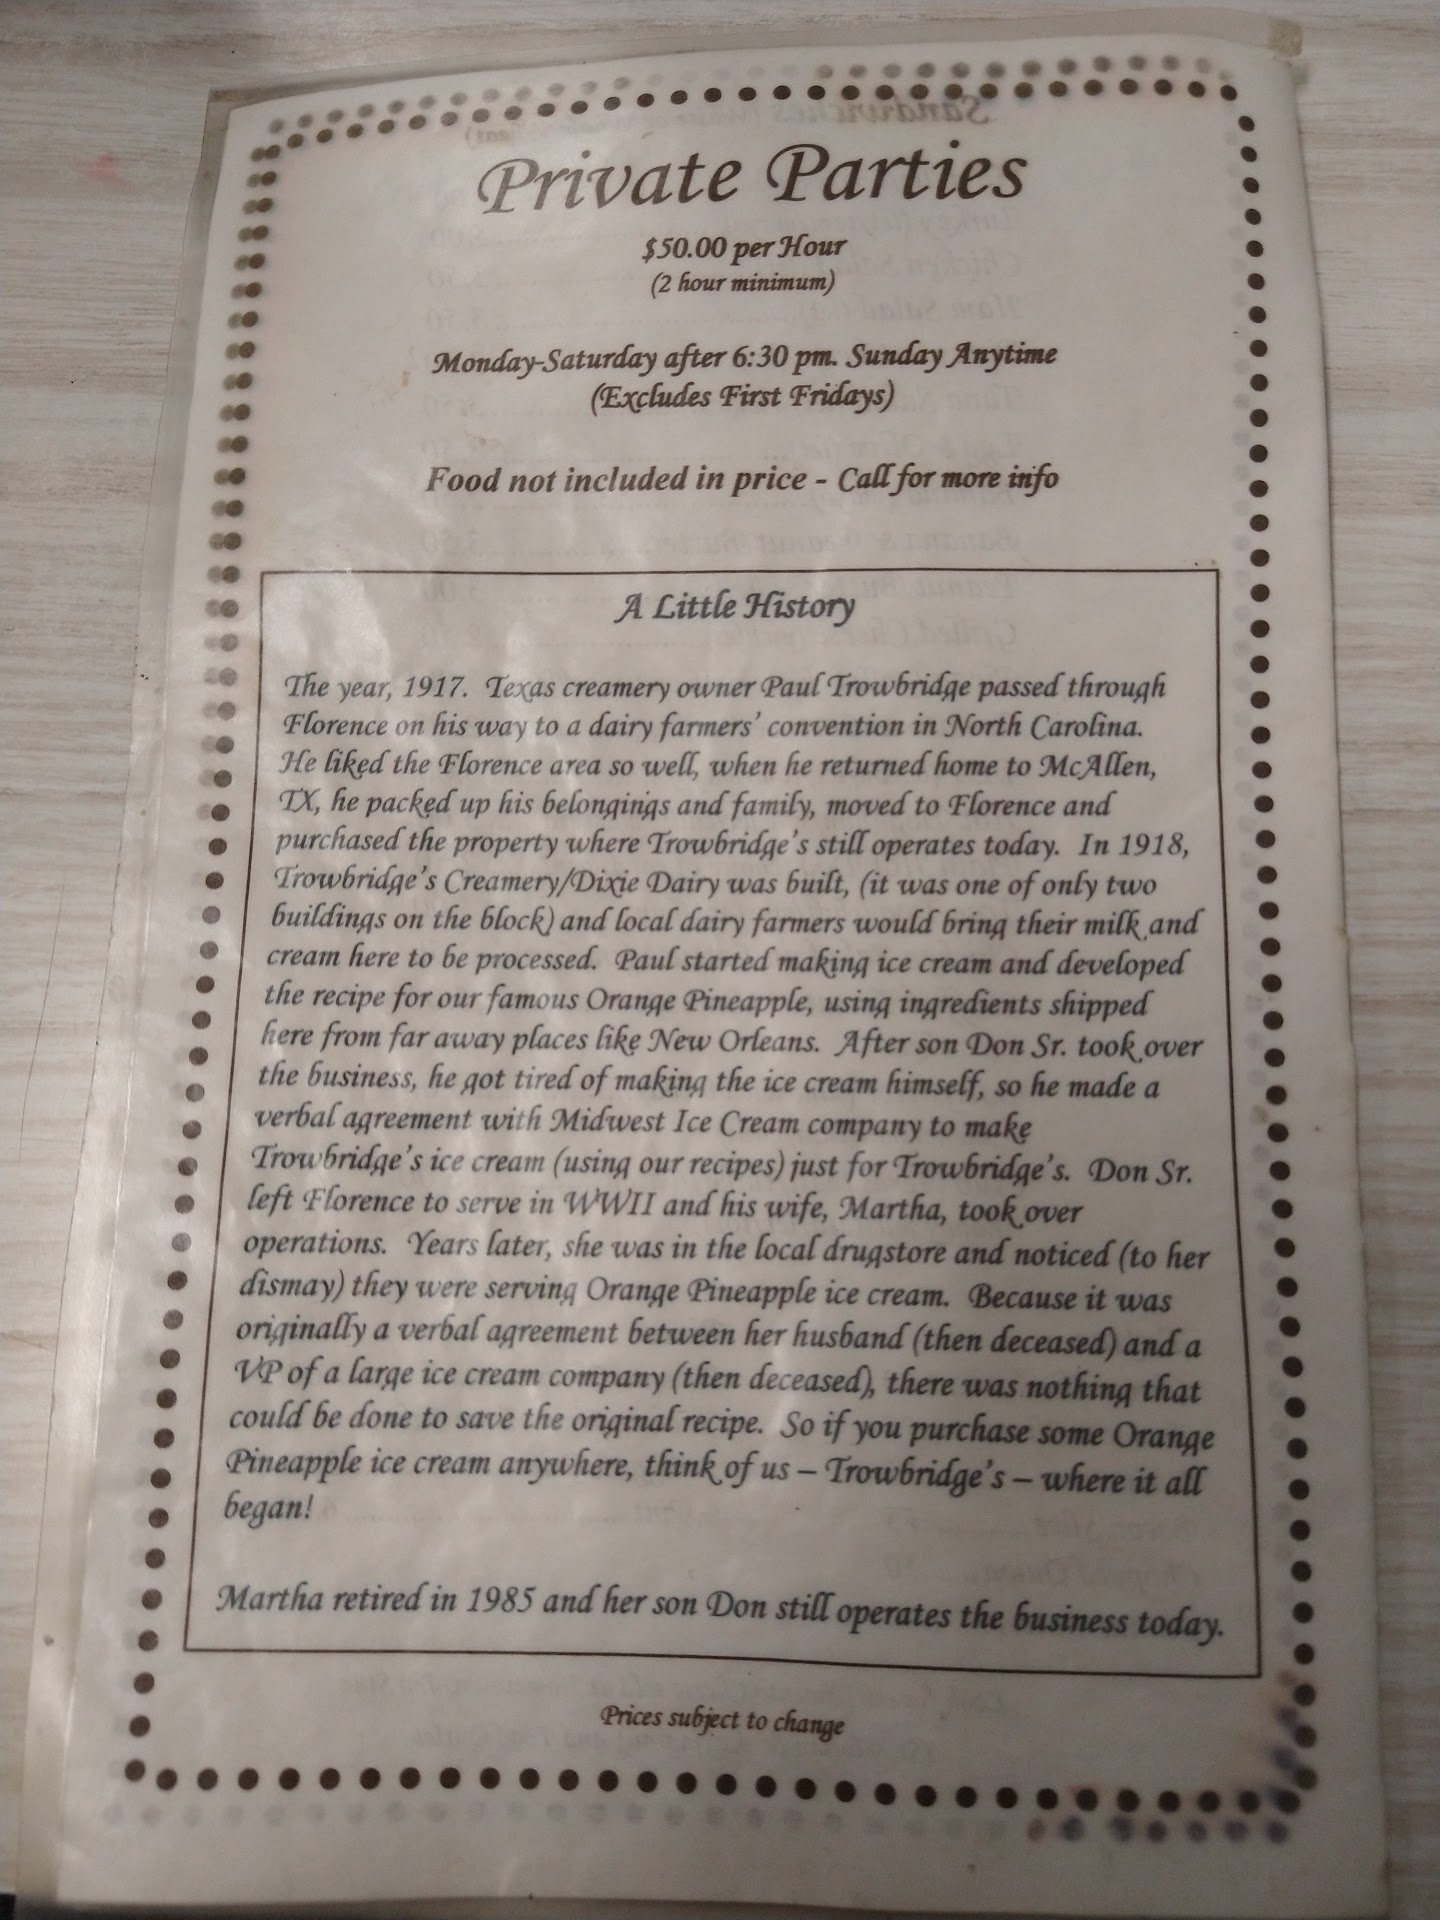 Private Parties
$50.00 per Hour
(2 hour minimum)
Monday-Saturday after 6:30 pm. Sunday Anytime
(Excludes First Fridays)
Food not included in price - Call for more info
A Little History
The year, 1917. Texas creamery owner Paul Trowbridge passed through
Florence on his way to a dairy farmers' convention in North Carolina.
He liked the Florence area so well, when he returned home to McAllen,
TX, he packed up his belongings and family, moved to Florence and
purchased the property where Trowbridge's still operates today. In 1918,
Trowbridge's Creamery/Dixie Dairy was built, (it was one of only two
buildings on the block) and local dairy farmers would bring their milk and
cream here to be processed. Paul started making ice cream and developed
the recipe for our famous Orange Pineapple, using ingredients shipped
here from far away places like New Orleans. After son Don Sr. took over
the business, he got tired of making the ice cream himself, so he made a
verbal agreement with Midwest Ice Cream company to make
Trowbridge's ice cream (using our recipes) just for Trowbridge's. Don Sr.
left Florence to serve in WWII and his wife, Martha, took over
operations. Years later, she was in the local drugstore and noticed (to her
dismay) they were serving Orange Pineapple ice cream. Because it was
originally a verbal agreement between her husband (then deceased) and a
VP of a large ice cream company (then deceased), there was nothing that
could be done to save the original recipe. So if you purchase some Orange
Pineapple ice cream anywhere, think of us – Trowbridge's – where it all
began!
Martha retired in 1985 and her son Don still operates the business today.
Prices subject to change